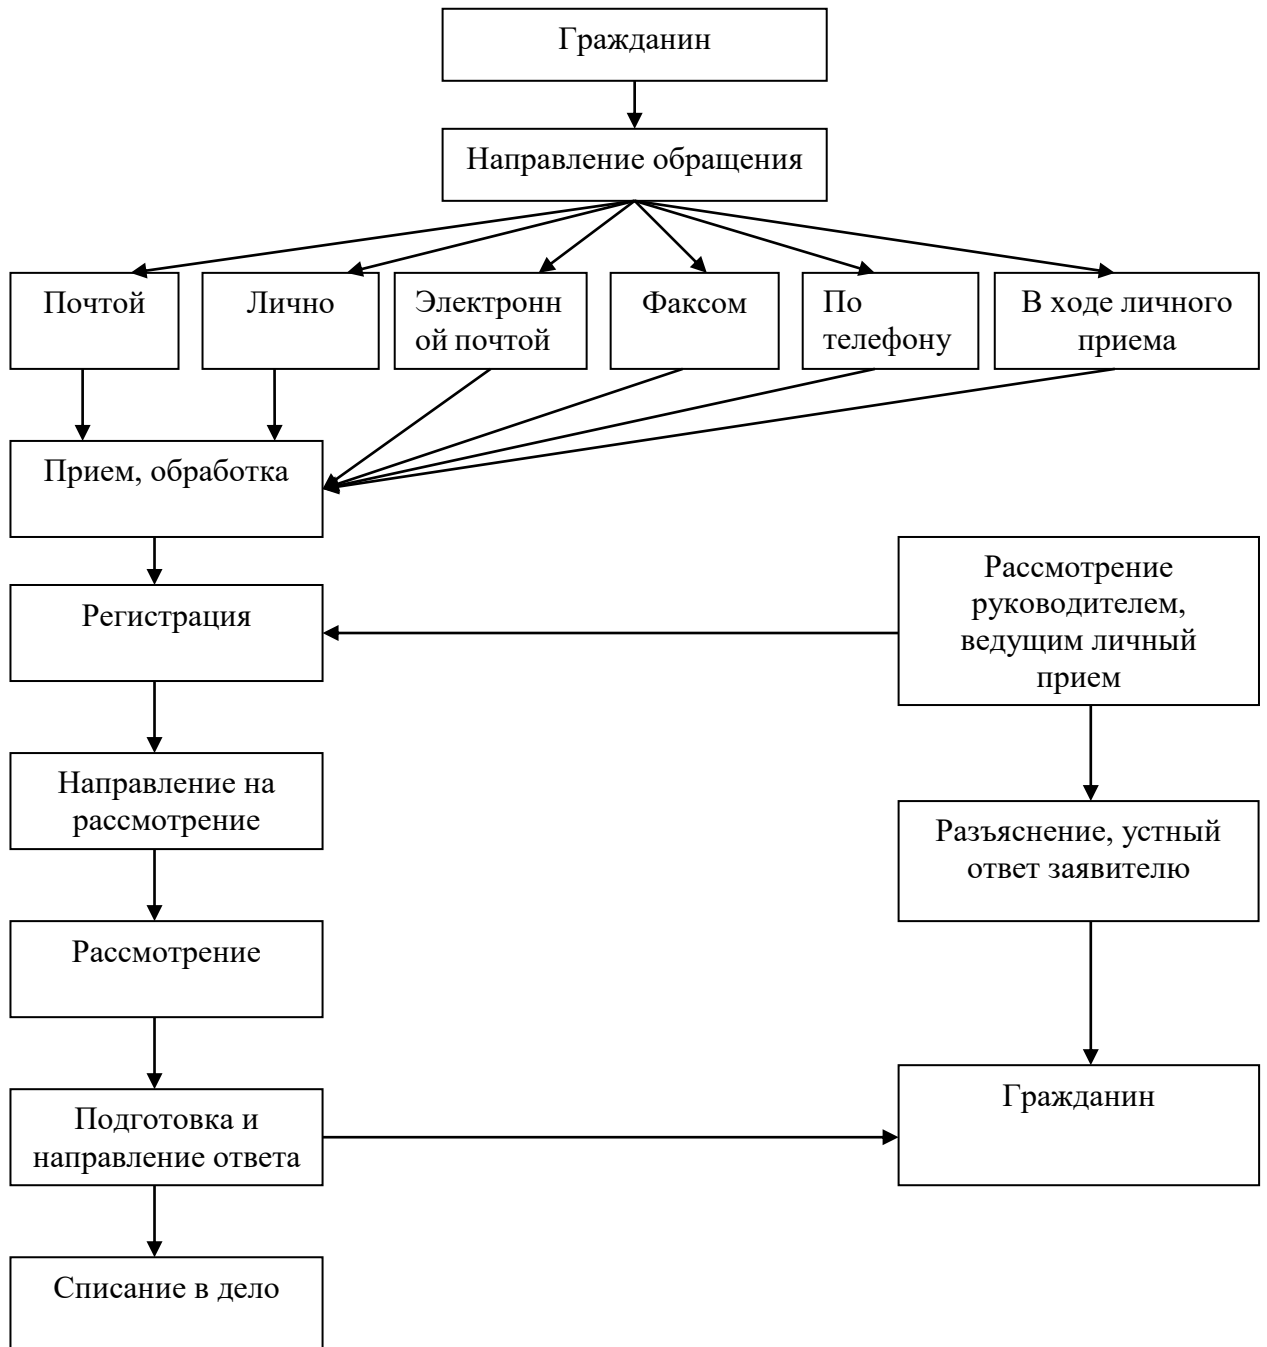 Гражданин
Направление обращения
Почтой
Лично
Электронн
ой почтой
Факсом
По
телефону
В ходе личного
приема
Прием, обработка
Регистрация
Рассмотрение
руководителем,
ведущим личный
прием
Направление на
рассмотрение
Разъяснение, устный
ответ заявителю
Рассмотрение
Подготовка и
направление ответа
Гражданин
Списание в дело